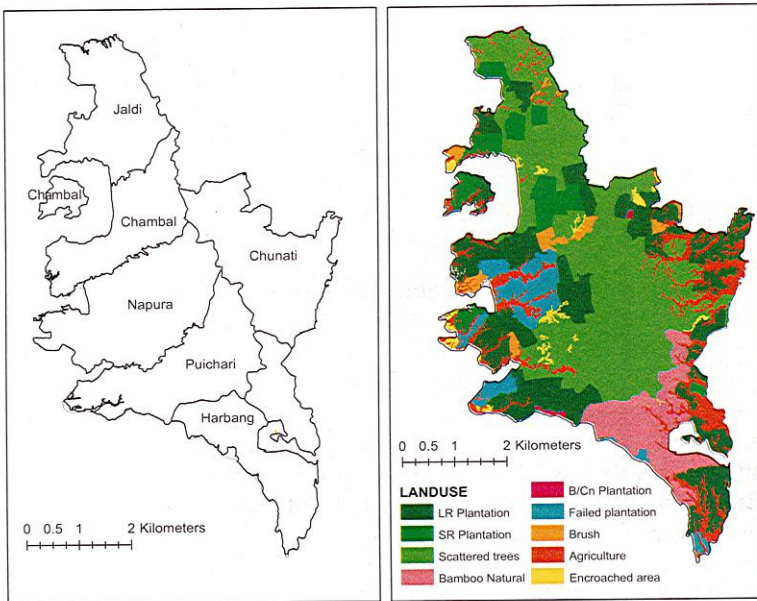 Jaldi
Chambal
Chambal
Chunati
Napura
Puichari
Harbang
0 0.5 1 2 Kilometers
0 0.5 1 2 Kilometers
LANDUSE
LR Plantation
SR Plantation
Scattered trees
Bamboo Natural
B/Cn Plantation
Failed plantation
Brush
Agriculture
Encroached area